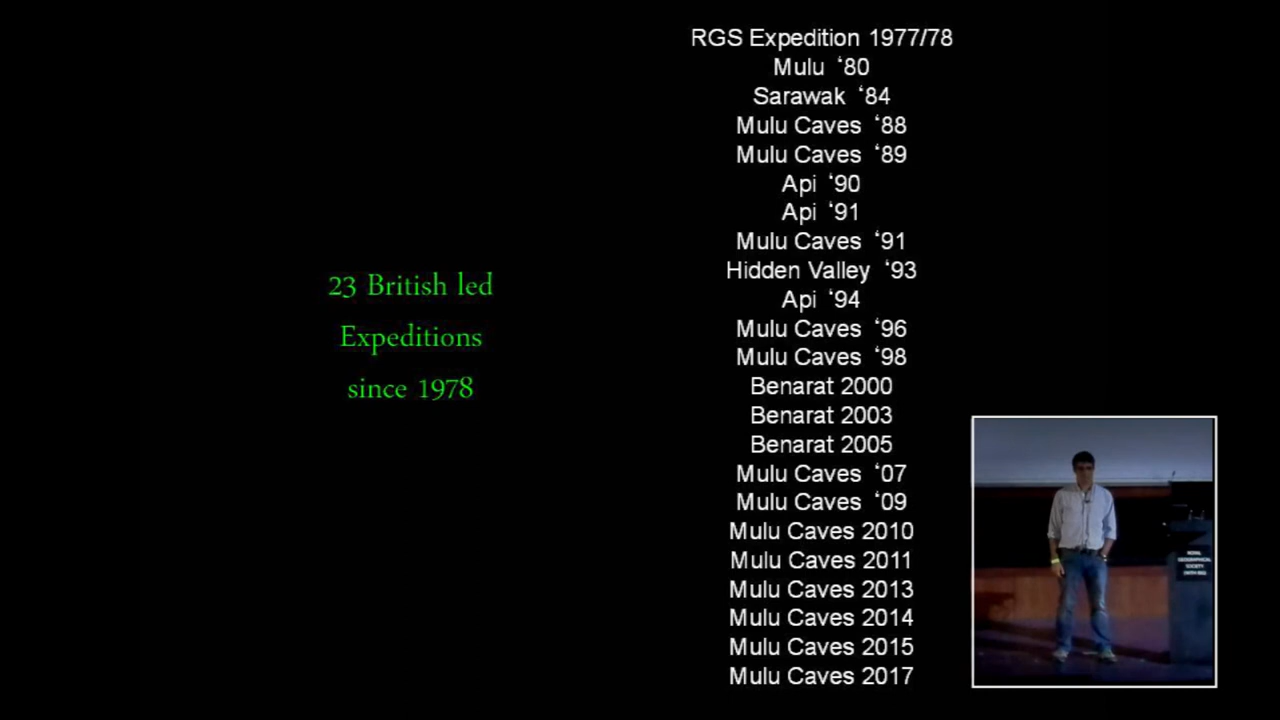 23 British led
Expeditions
since 1978
RGS Expedition 1977/78
Mulu ‘80
Sarawak ‘84
Mulu Caves ‘88
Mulu Caves ‘89
Api ‘90
Api ‘91
Mulu Caves ‘91
Hidden Valley ‘93
Api ‘94
Mulu Caves ‘96
Mulu Caves ‘98
Benarat 2000
Benarat 2003
Benarat 2005
Mulu Caves ‘07
Mulu Caves ‘09
Mulu Caves 2010
Mulu Caves 2011
Mulu Caves 2013
Mulu Caves 2014
Mulu Caves 2015
Mulu Caves 2017
ROYAL
GEOGRAPHICAL
SOCIETY